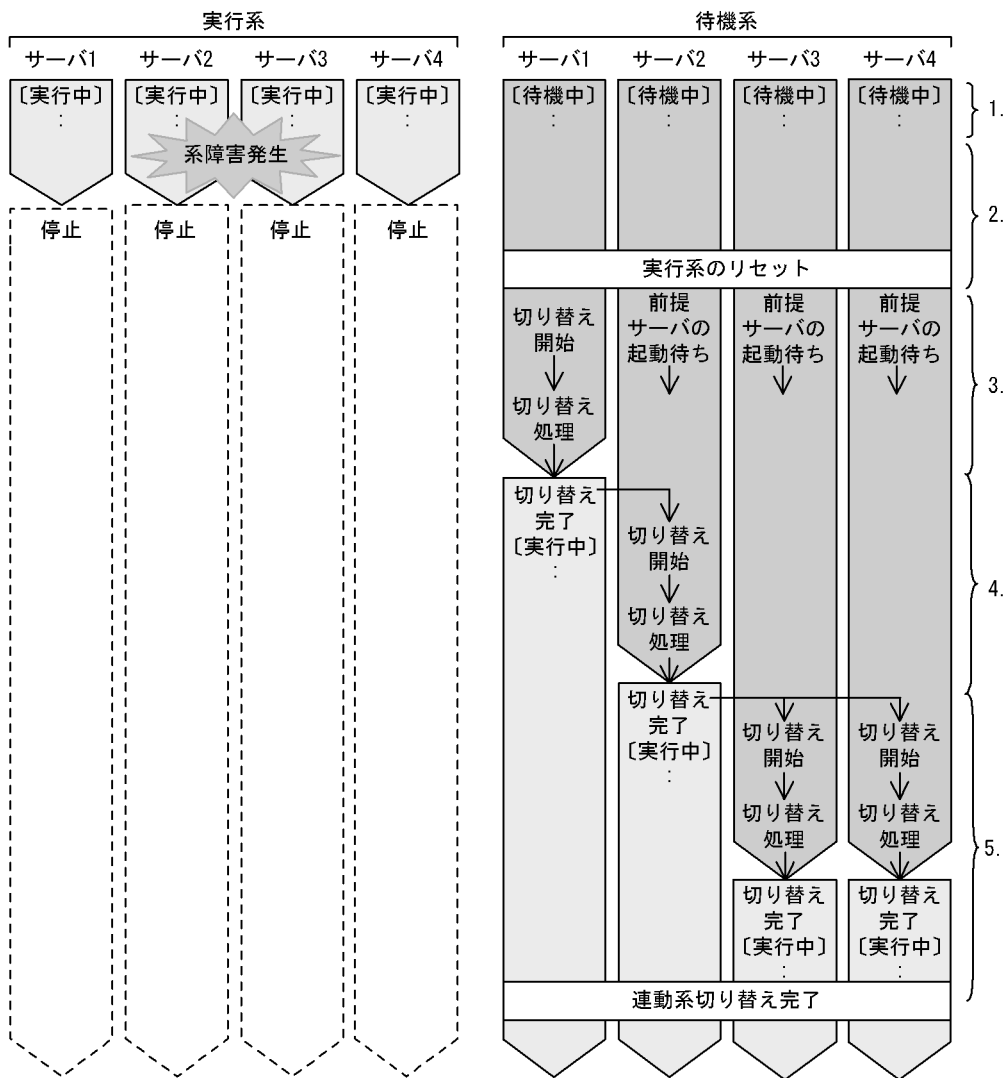 実行系
待機系
サーバ1 サーバ2 サーバ3 サーバ4
サーバ1 サーバ2 サーバ3 サーバ4
〔実行中〕 〔実行中〕 〔実行中〕 〔実行中〕
： ： ： ：
〔待機中〕 〔待機中〕 〔待機中〕 〔待機中〕
： ： ： ：
1.
系障害発生
2.
停止 停止 停止 停止
実行系のリセット
切り替え
開始
切り替え
処理
前提
サーバの
起動待ち
前提
サーバの
起動待ち
前提
サーバの
起動待ち
3.
切り替え
完了
〔実行中〕
：
切り替え
開始
切り替え
処理
4.
切り替え
完了
〔実行中〕
：
切り替え
開始
切り替え
処理
切り替え
開始
切り替え
処理
5.
切り替え
完了
〔実行中〕
：
切り替え
完了
〔実行中〕
：
連動系切り替え完了